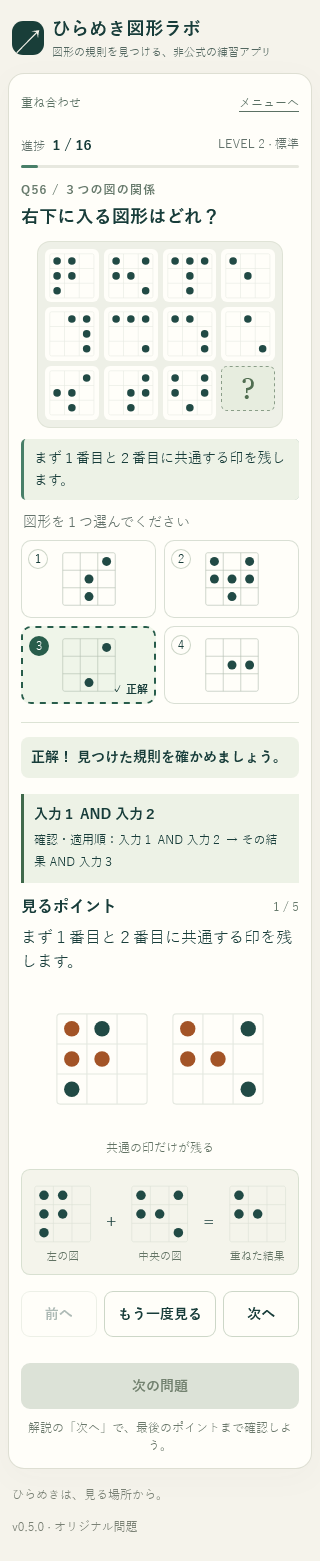 ひらめき図形ラボ
図形の規則を見つける、非公式の練習アプリ
重ね合わせ
メニューへ
進捗 1 / 16
LEVEL 2 · 標準
Q56 / ３つの図の関係
右下に入る図形はどれ？
?
まず１番目と２番目に共通する印を残し
ます。
図形を１つ選んでください
1
2
3
✓ 正解
4
正解！ 見つけた規則を確かめましょう。
入力１ AND 入力２
確認・適用順：入力１ AND 入力２ → その結
果 AND 入力３
見るポイント
1 / 5
まず１番目と２番目に共通する印を残
します。
共通の印だけが残る
+
=
左の図
中央の図
重ねた結果
前へ
もう一度見る
次へ
次の問題
解説の「次へ」で、最後のポイントまで確認しよ
う。
ひらめきは、見る場所から。
v0.5.0 · オリジナル問題